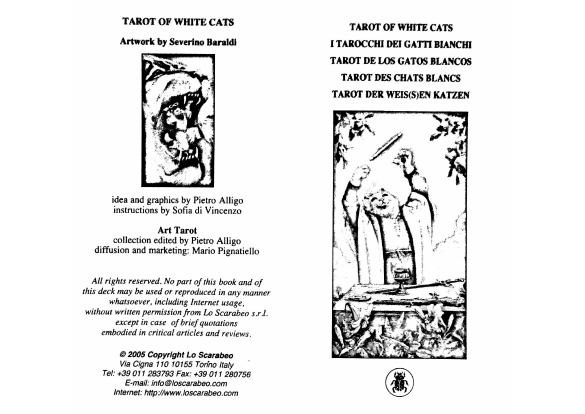 TAROT OF WHITE CATS
Artwork by Severino Baraldi
idea and graphics by Pietro Alligo
instructions by Sofia di Vincenzo
Art Tarot
collection edited by Pietro Alligo
diffusion and marketing: Mario Pignatiello
All rights reserved. No part of this book and of
this deck may be used or reproduced in any manner
whatsoever, including Internet usage,
without written permission from Lo Scarabeo s.r.l.
except in case of brief quotations
embodied in critical articles and reviews.
© 2005 Copyright Lo Scarabeo
Via Cigna 110 10155 Torino Italy
Tel: +39 011 283793 Fax: +39 011 280756
E-mail: info@loscarabeo.com
Internet: http://www.loscarabeo.com
TAROT OF WHITE CATS
I TAROCCHI DEI GATTI BIANCHI
TAROT DE LOS GATOS BLANCOS
TAROT DES CHATS BLANCS
TAROT DER WEIS(S)EN KATZEN